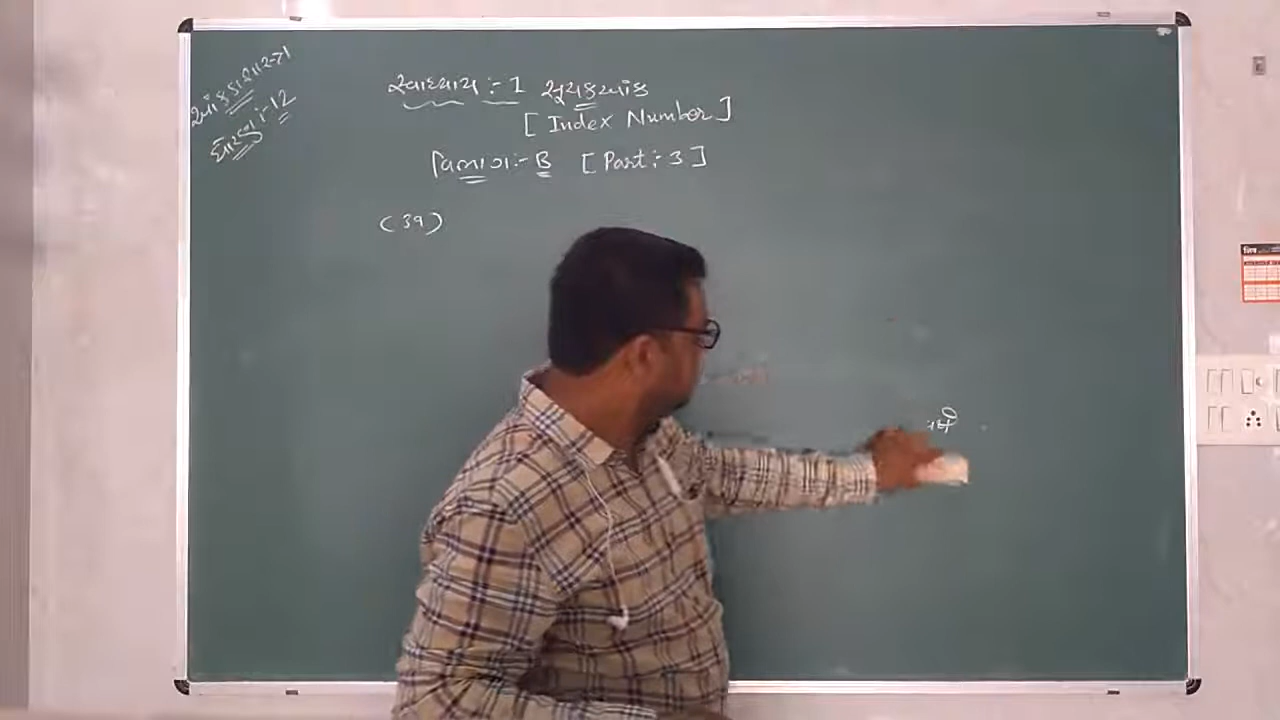 આંકડાશાસ્ત્ર
ધોરણ :- 12
સ્વાધ્યાય :- 1 સૂચકઆંક
[ Index Number ]
વિભાગ :- B [ Part :- 3 ]
(39)